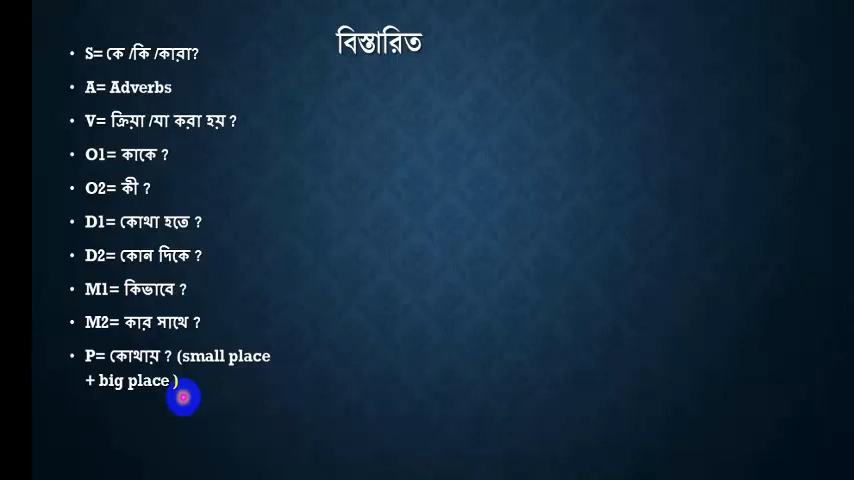 বিস্তারিত
• S= কে /কি /কারা?
• A= Adverbs
• V= ক্রিয়া /যা করা হয় ?
• O1= কাকে ?
• O2= কী ?
• D1= কোথা হতে ?
• D2= কোন দিকে ?
• M1= কিভাবে ?
• M2= কার সাথে ?
• P= কোথায় ? (small place
+ big place )